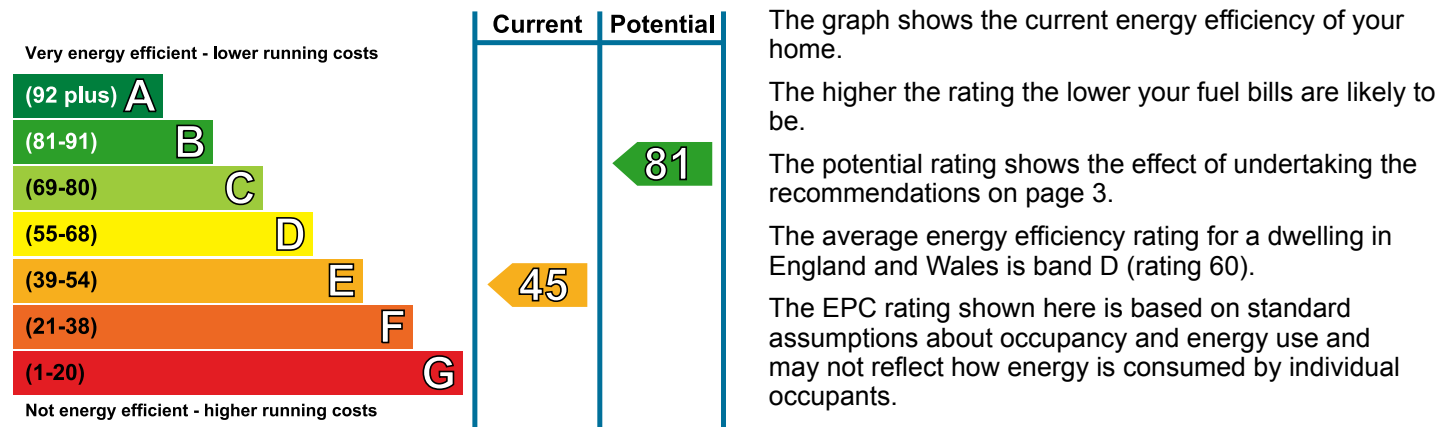 Current Potential
Very energy efficient - lower running costs
(92 plus) A
(81-91) B
(69-80) C
(55-68) D
(39-54) E
(21-38) F
(1-20) G
Not energy efficient - higher running costs
81
45
The graph shows the current energy efficiency of your
home.
The higher the rating the lower your fuel bills are likely to
be.
The potential rating shows the effect of undertaking the
recommendations on page 3.
The average energy efficiency rating for a dwelling in
England and Wales is band D (rating 60).
The EPC rating shown here is based on standard
assumptions about occupancy and energy use and
may not reflect how energy is consumed by individual
occupants.